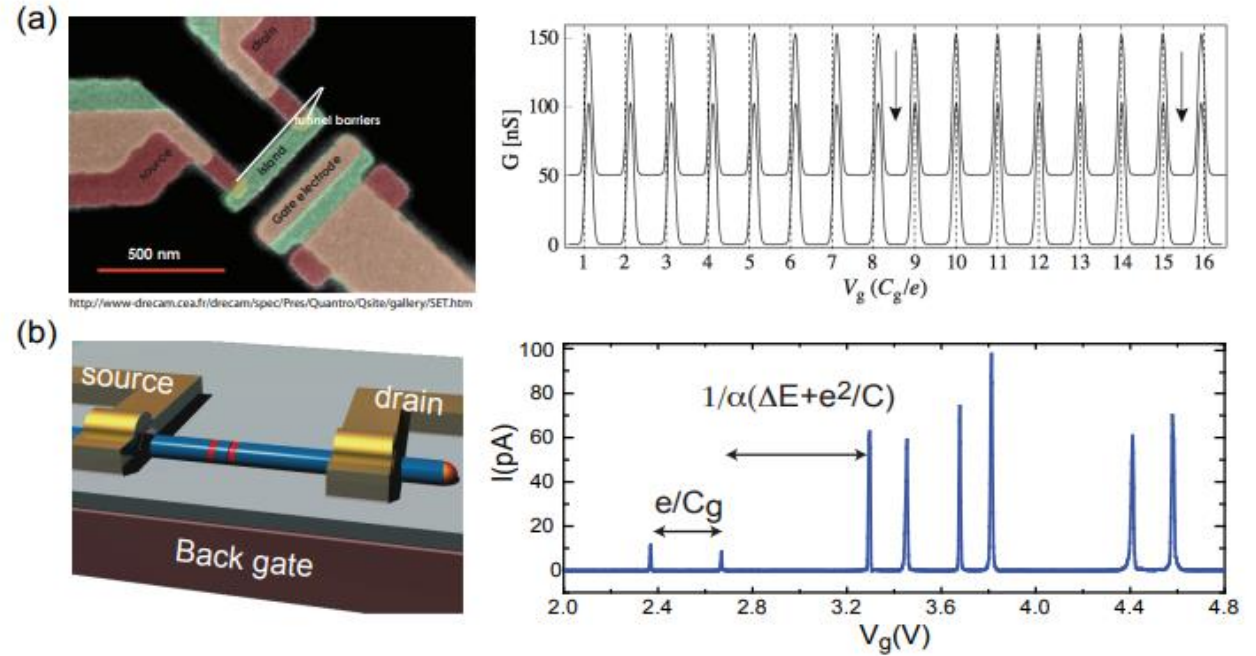 (a)
drain
tunnel barriers
source
island
Gate electrode
500 nm
http://www-drecam.cea.fr/drecam/spec/Pres/Quantro/Qsite/gallery/SET.htm
150
100
50
0
G [nS]
1 2 3 4 5 6 7 8 9 10 11 12 13 14 15 16
Vg (Cg/e)
(b)
source
drain
Back gate
100
80
60
40
20
0
I(pA)
1/α(ΔE+e²/C)
e/Cg
2.0 2.4 2.8 3.2 3.6 4.0 4.4 4.8
Vg(V)